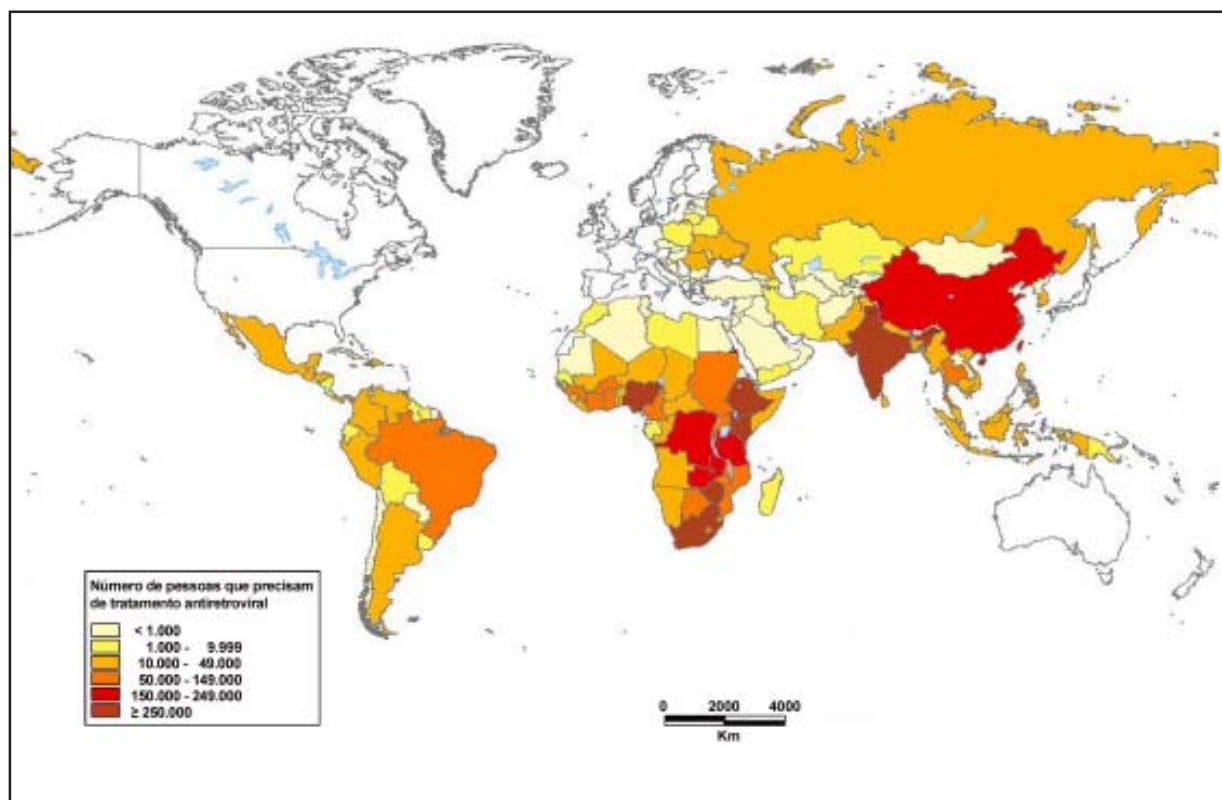 Número de pessoas que precisam
de tratamento antiretroviral
< 1.000
1.000 - 9.999
10.000 - 49.000
50.000 - 149.000
150.000 - 249.000
≥ 250.000
0 2000 4000
Km